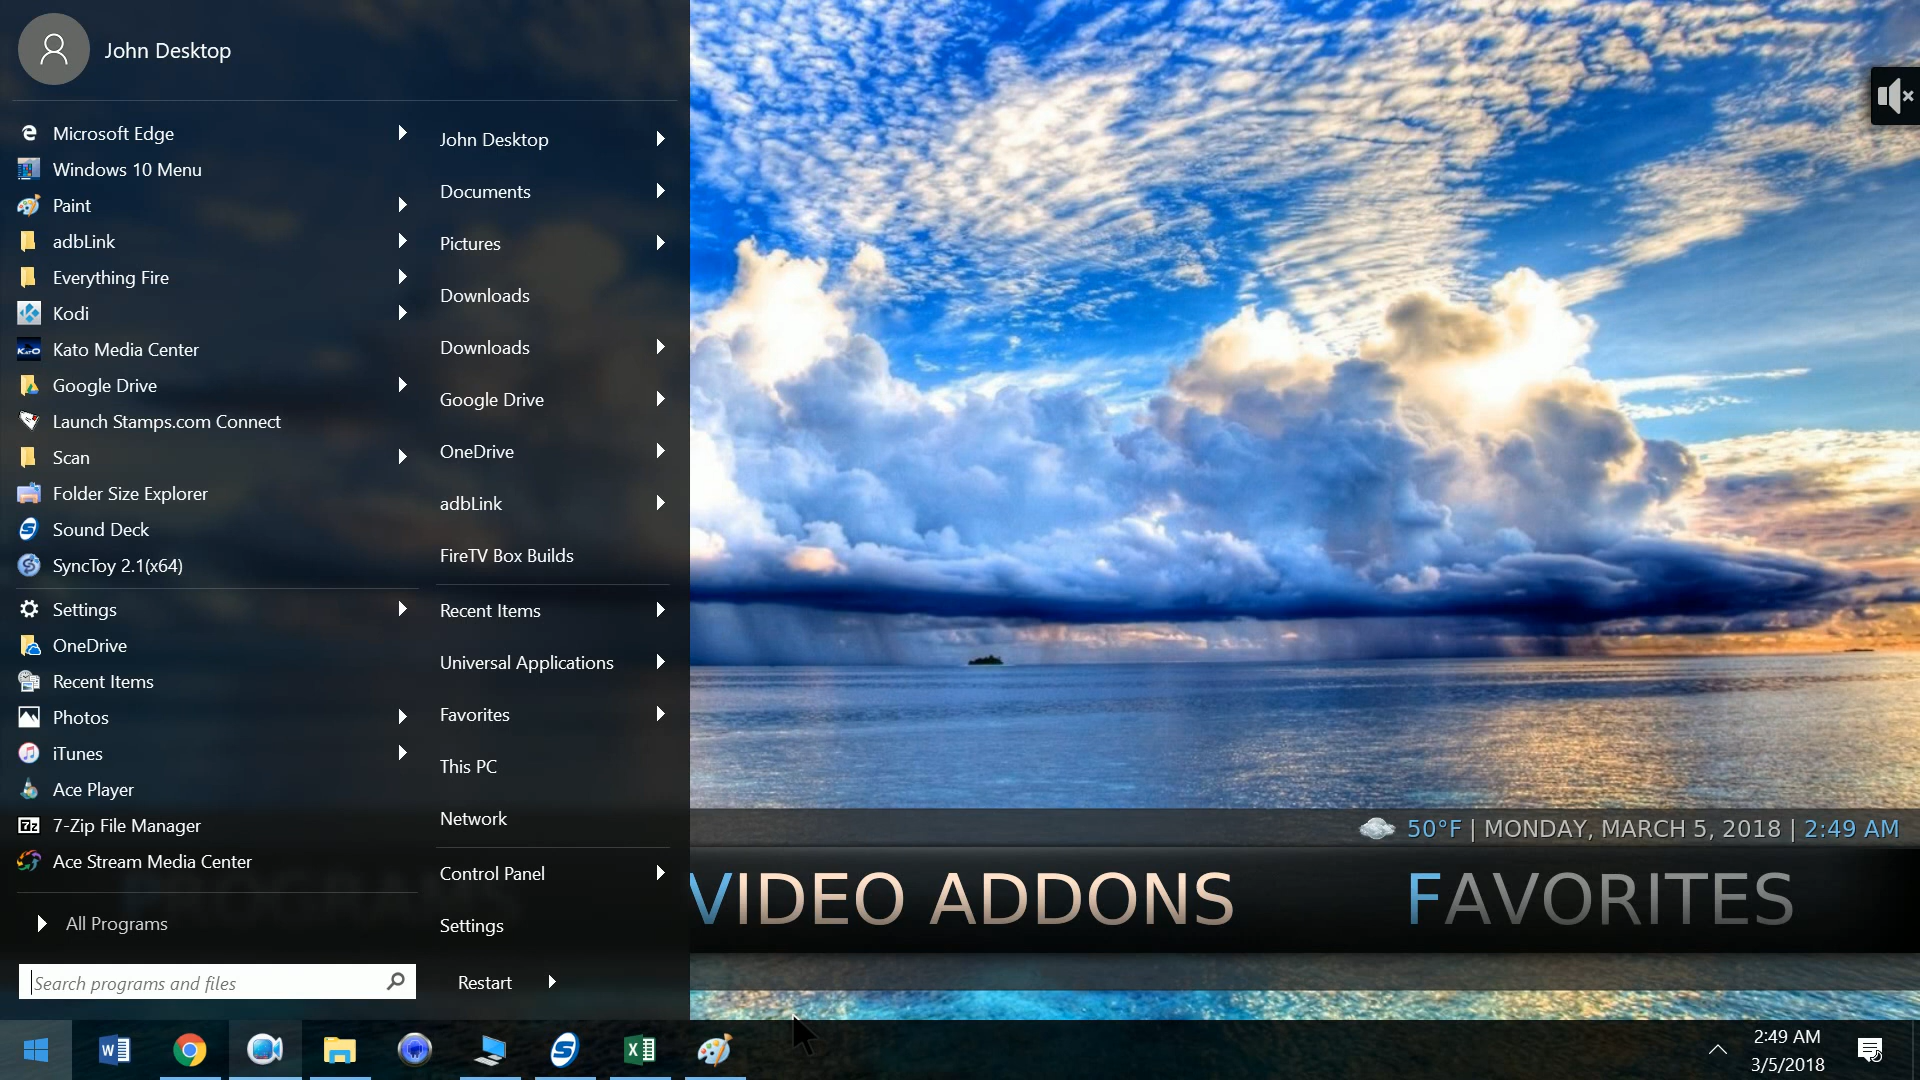 John Desktop
Microsoft Edge
Windows 10 Menu
Paint
adbLink
Everything Fire
Kodi
Kato Media Center
Google Drive
Launch Stamps.com Connect
Scan
Folder Size Explorer
Sound Deck
SyncToy 2.1(x64)
Settings
OneDrive
Recent Items
Photos
iTunes
Ace Player
7-Zip File Manager
Ace Stream Media Center
PROGRAMS
All Programs
Search programs and files
John Desktop
Documents
Pictures
Downloads
Downloads
Google Drive
OneDrive
adbLink
FireTV Box Builds
Recent Items
Universal Applications
Favorites
This PC
Network
Control Panel
Settings
Restart
50°F | MONDAY, MARCH 5, 2018 | 2:49 AM
VIDEO ADDONS
FAVORITES
2:49 AM
3/5/2018